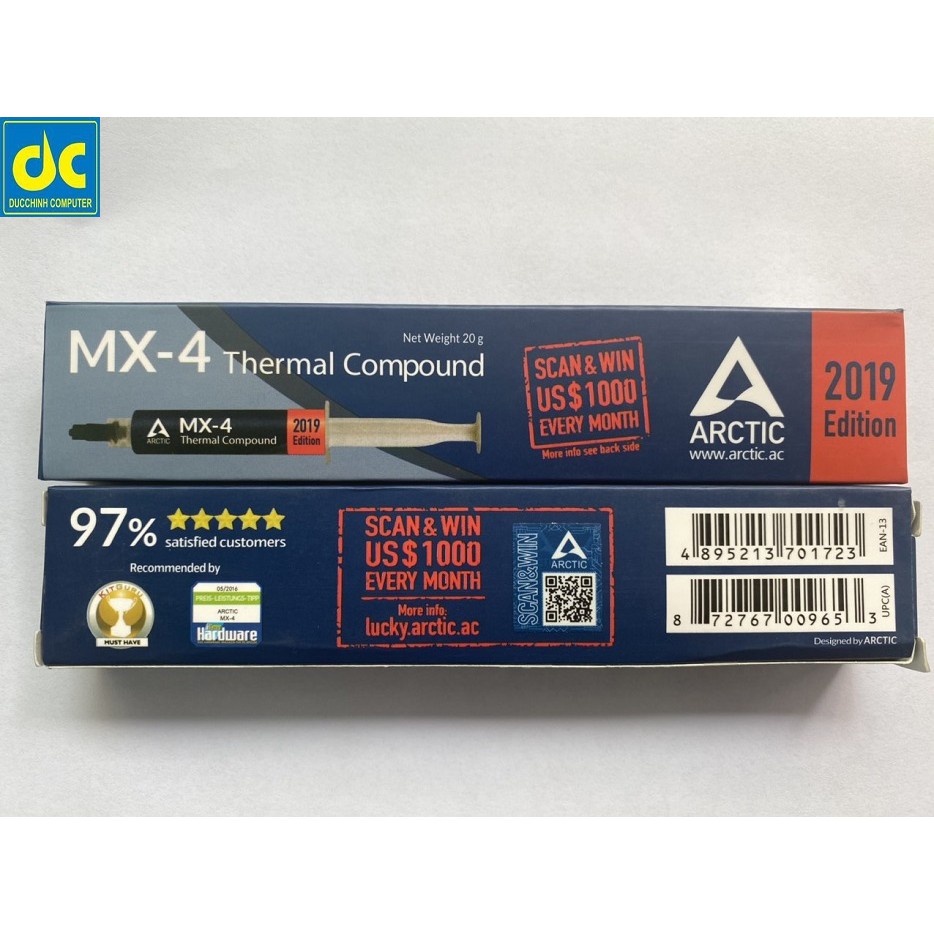 dc
DUCCHINH COMPUTER
MX-4 Thermal Compound
Net Weight 20 g
ARCTIC
MX-4
Thermal Compound
2019
Edition
SCAN & WIN
US$1000
EVERY MONTH
More info see back side
ARCTIC
www.arctic.ac
2019
Edition
97%
satisfied customers
Recommended by
KITGURU
MUST HAVE
05/2016
PREIS-LEISTUNGS-TIPP
ARCTIC
MX-4
Hardware
SCAN & WIN
US$1000
EVERY MONTH
More info:
lucky.arctic.ac
SCAN&WIN
ARCTIC
4 895213 701723
EAN-13
8 72767 00965 3
UPC(A)
Designed by ARCTIC